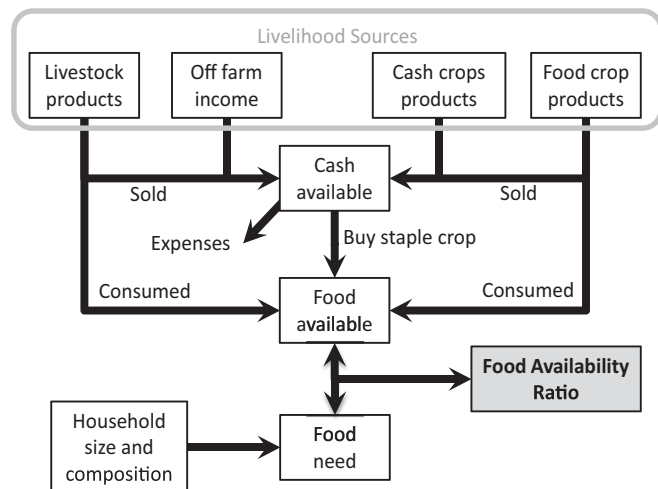 Livelihood Sources
Livestock
products
Off farm
income
Cash crops
products
Food crop
products
Cash
available
Sold
Sold
Expenses
Buy staple crop
Consumed
Consumed
Food
available
Food Availability
Ratio
Household
size and
composition
Food
need